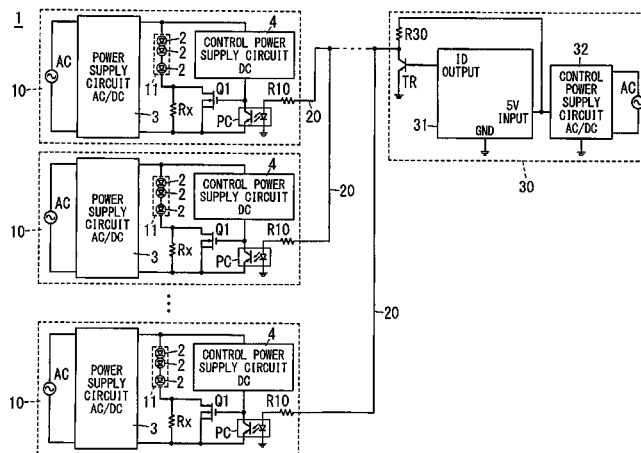 1
10
AC
POWER
SUPPLY
CIRCUIT
AC/DC
3
2
2
2
11
Rx
4
CONTROL POWER
SUPPLY CIRCUIT
DC
Q1
R10
PC
20
10
AC
POWER
SUPPLY
CIRCUIT
AC/DC
3
2
2
2
11
Rx
4
CONTROL POWER
SUPPLY CIRCUIT
DC
Q1
R10
PC
20
10
AC
POWER
SUPPLY
CIRCUIT
AC/DC
3
2
2
2
11
Rx
4
CONTROL POWER
SUPPLY CIRCUIT
DC
Q1
R10
PC
20
R30
TR
ID
OUTPUT
5V
INPUT
GND
31
32
CONTROL
POWER
SUPPLY
CIRCUIT
AC/DC
AC
30